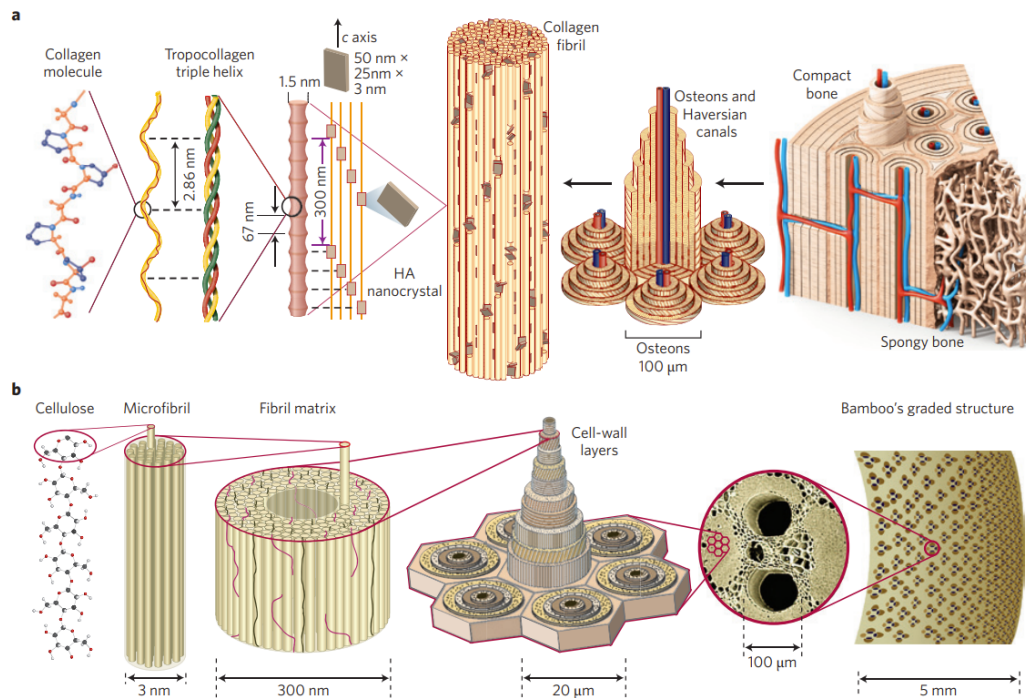 a
Collagen
molecule
Tropocollagen
triple helix
c axis
50 nm ×
25nm ×
3 nm
1.5 nm
2.86 nm
67 nm
300 nm
HA
nanocrystal
Collagen
fibril
Osteons and
Haversian
canals
Osteons
100 µm
Compact
bone
Spongy bone
b
Cellulose
Microfibril
Fibril matrix
Cell-wall
layers
Bamboo's graded structure
3 nm
300 nm
20 µm
100 µm
5 mm